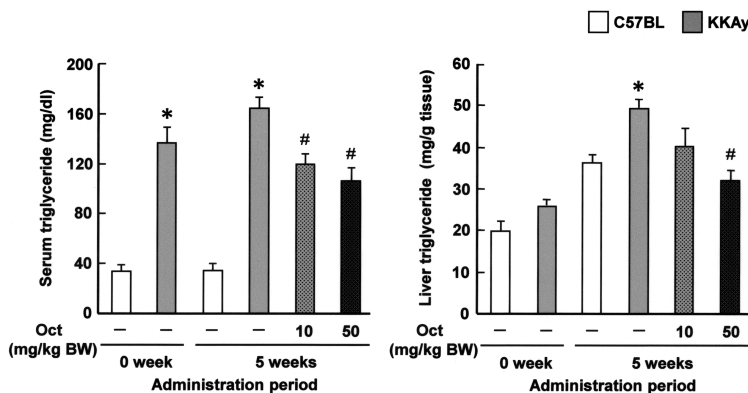 C57BL KKAy
Serum triglyceride (mg/dl)
200
160
120
80
40
0
*
*
#
#
Oct
(mg/kg BW)
– – – – 10 50
0 week 5 weeks
Administration period
Liver triglyceride (mg/g tissue)
60
50
40
30
20
10
0
*
#
Oct
(mg/kg BW)
– – – – 10 50
0 week 5 weeks
Administration period